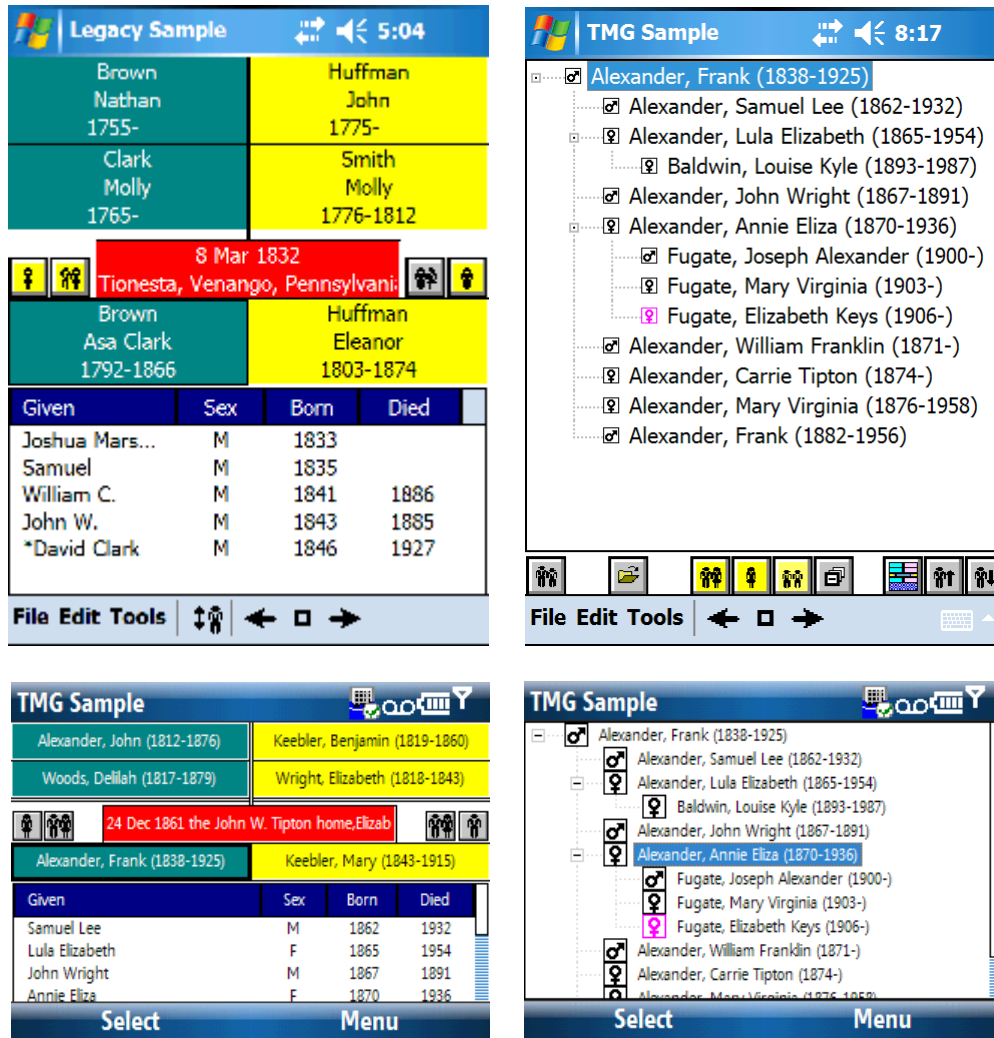 Legacy Sample 5:04
Brown Huffman
Nathan John
1755- 1775-
Clark Smith
Molly Molly
1765- 1776-1812
8 Mar 1832
Tionesta, Venango, Pennsylvani
Brown Huffman
Asa Clark Eleanor
1792-1866 1803-1874
Given Sex Born Died
Joshua Mars... M 1833
Samuel M 1835
William C. M 1841 1886
John W. M 1843 1885
*David Clark M 1846 1927
File Edit Tools
TMG Sample 8:17
Alexander, Frank (1838-1925)
Alexander, Samuel Lee (1862-1932)
Alexander, Lula Elizabeth (1865-1954)
Baldwin, Louise Kyle (1893-1987)
Alexander, John Wright (1867-1891)
Alexander, Annie Eliza (1870-1936)
Fugate, Joseph Alexander (1900-)
Fugate, Mary Virginia (1903-)
Fugate, Elizabeth Keys (1906-)
Alexander, William Franklin (1871-)
Alexander, Carrie Tipton (1874-)
Alexander, Mary Virginia (1876-1958)
Alexander, Frank (1882-1956)
File Edit Tools
TMG Sample
Alexander, John (1812-1876) Keebler, Benjamin (1819-1860)
Woods, Delilah (1817-1879) Wright, Elizabeth (1818-1843)
24 Dec 1861 the John W. Tipton home,Elizab
Alexander, Frank (1838-1925) Keebler, Mary (1843-1915)
Given Sex Born Died
Samuel Lee M 1862 1932
Lula Elizabeth F 1865 1954
John Wright M 1867 1891
Annie Eliza F 1870 1936
Select Menu
TMG Sample
Alexander, Frank (1838-1925)
Alexander, Samuel Lee (1862-1932)
Alexander, Lula Elizabeth (1865-1954)
Baldwin, Louise Kyle (1893-1987)
Alexander, John Wright (1867-1891)
Alexander, Annie Eliza (1870-1936)
Fugate, Joseph Alexander (1900-)
Fugate, Mary Virginia (1903-)
Fugate, Elizabeth Keys (1906-)
Alexander, William Franklin (1871-)
Alexander, Carrie Tipton (1874-)
Alexander, Mary Virginia (1876-1958)
Select Menu